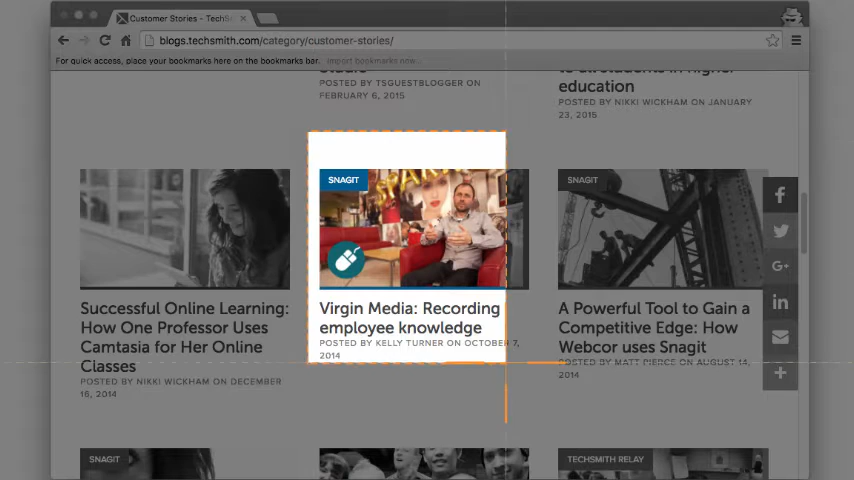 Customer Stories - TechS
blogs.techsmith.com/category/customer-stories/
For quick access, place your bookmarks here on the bookmarks bar. Import bookmarks now...
POSTED BY TSGUESTBLOGGER ON
FEBRUARY 6, 2015
to all students in higher
education
POSTED BY NIKKI WICKHAM ON JANUARY
23, 2015
Successful Online Learning:
How One Professor Uses
Camtasia for Her Online
Classes
POSTED BY NIKKI WICKHAM ON DECEMBER
16, 2014
SNAGIT
Virgin Media: Recording
employee knowledge
POSTED BY KELLY TURNER ON OCTOBER 7,
2014
SNAGIT
A Powerful Tool to Gain a
Competitive Edge: How
Webcor uses Snagit
POSTED BY MATT PIERCE ON AUGUST 14,
2014
SNAGIT
TECHSMITH RELAY